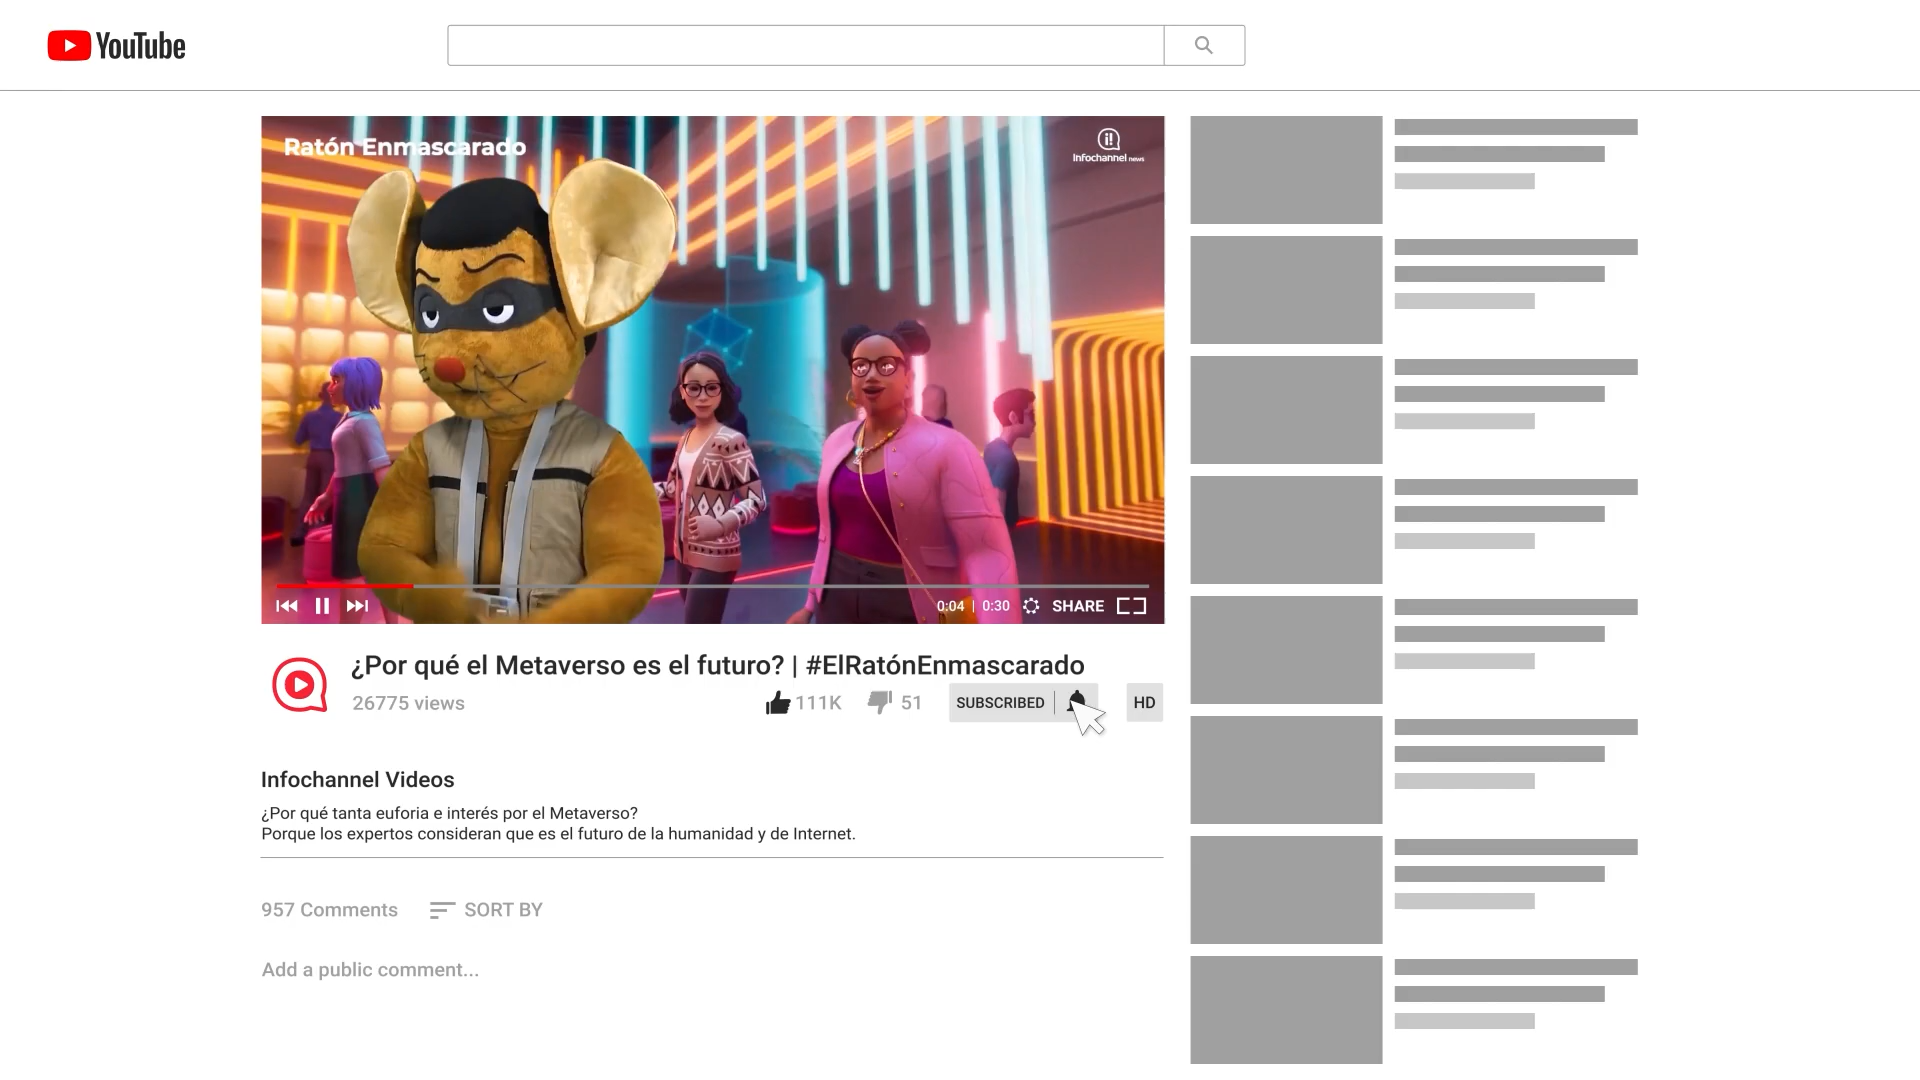 YouTube
Ratón Enmascarado
i!
Infochannel news
0:04 | 0:30
SHARE
¿Por qué el Metaverso es el futuro? | #ElRatónEnmascarado
26775 views
111K
51
SUBSCRIBED
HD
Infochannel Videos
¿Por qué tanta euforia e interés por el Metaverso?
Porque los expertos consideran que es el futuro de la humanidad y de Internet.
957 Comments
SORT BY
Add a public comment...